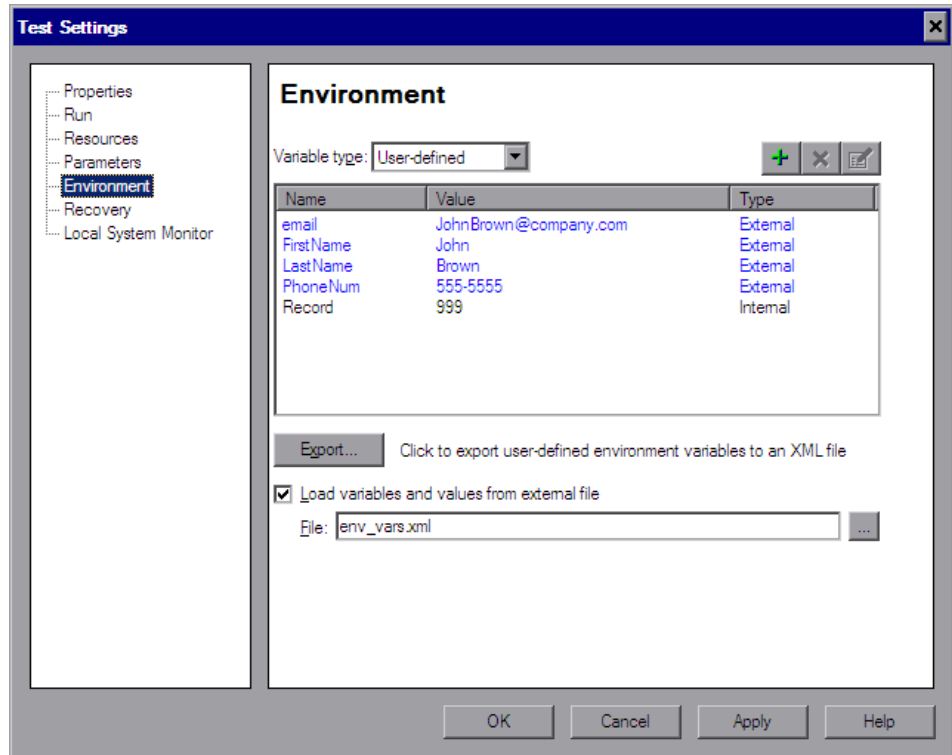 Test Settings
Properties
Run
Resources
Parameters
Environment
Recovery
Local System Monitor
Environment
Variable type: User-defined
Name Value Type
email JohnBrown@company.com External
FirstName John External
LastName Brown External
PhoneNum 555-5555 External
Record 999 Internal
Export... Click to export user-defined environment variables to an XML file
Load variables and values from external file
File: env_vars.xml ...
OK Cancel Apply Help